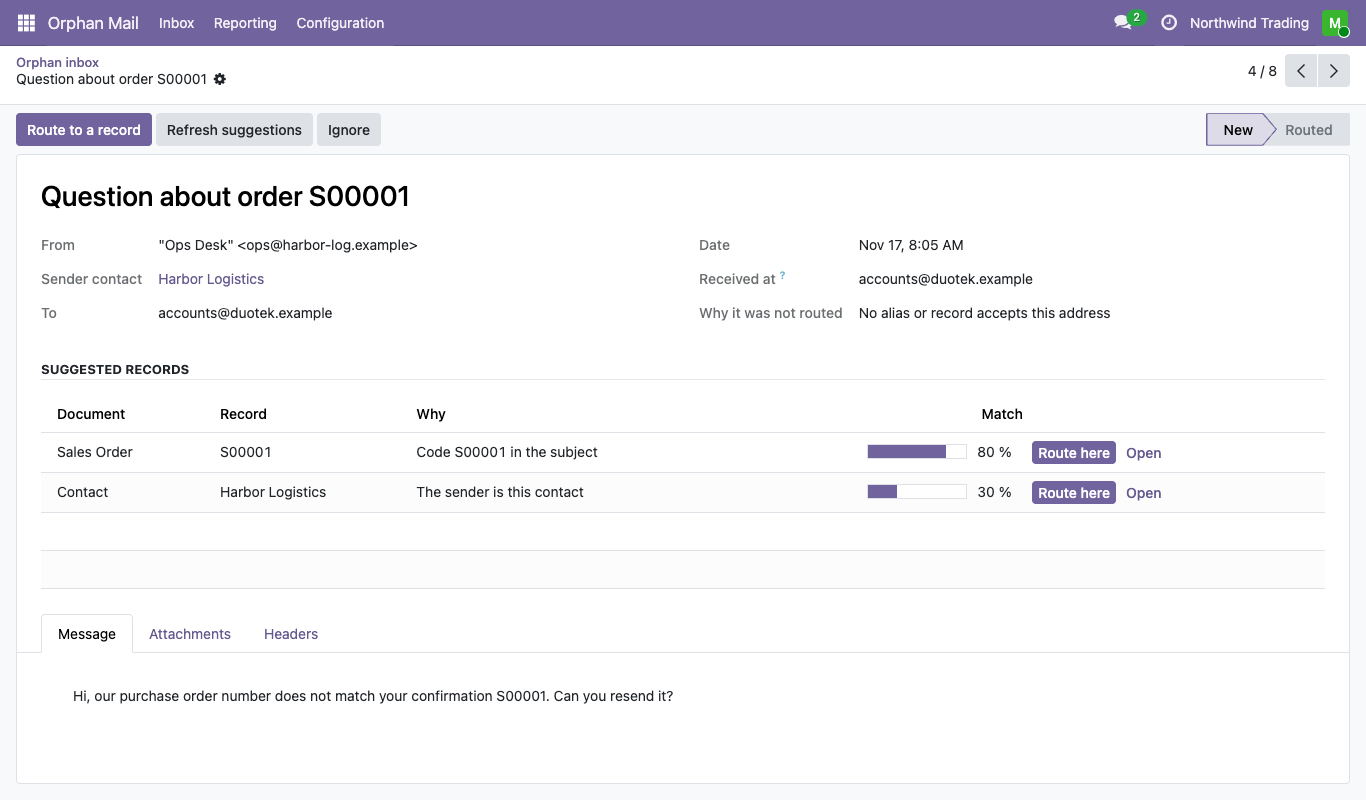 Orphan Mail Inbox Reporting Configuration 2 Northwind Trading M
Orphan inbox
Question about order S00001
4 / 8
Route to a record Refresh suggestions Ignore New Routed
Question about order S00001
From "Ops Desk" <ops@harbor-log.example> Date Nov 17, 8:05 AM
Sender contact Harbor Logistics Received at ? accounts@duotek.example
To accounts@duotek.example Why it was not routed No alias or record accepts this address
SUGGESTED RECORDS
Document Record Why Match
Sales Order S00001 Code S00001 in the subject 80 % Route here Open
Contact Harbor Logistics The sender is this contact 30 % Route here Open
Message Attachments Headers
Hi, our purchase order number does not match your confirmation S00001. Can you resend it?